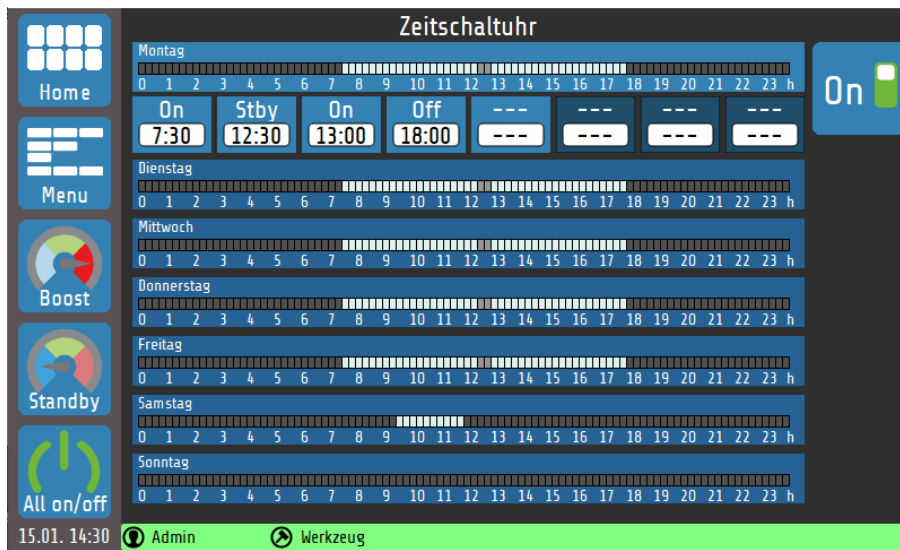 Zeitschaltuhr
Home
Menu
Boost
Standby
All on/off
15.01. 14:30
Montag
0 1 2 3 4 5 6 7 8 9 10 11 12 13 14 15 16 17 18 19 20 21 22 23 h
On Stby On Off --- --- --- ---
7:30 12:30 13:00 18:00 --- --- --- ---
Dienstag
0 1 2 3 4 5 6 7 8 9 10 11 12 13 14 15 16 17 18 19 20 21 22 23 h
Mittwoch
0 1 2 3 4 5 6 7 8 9 10 11 12 13 14 15 16 17 18 19 20 21 22 23 h
Donnerstag
0 1 2 3 4 5 6 7 8 9 10 11 12 13 14 15 16 17 18 19 20 21 22 23 h
Freitag
0 1 2 3 4 5 6 7 8 9 10 11 12 13 14 15 16 17 18 19 20 21 22 23 h
Samstag
0 1 2 3 4 5 6 7 8 9 10 11 12 13 14 15 16 17 18 19 20 21 22 23 h
Sonntag
0 1 2 3 4 5 6 7 8 9 10 11 12 13 14 15 16 17 18 19 20 21 22 23 h
On
Admin Werkzeug